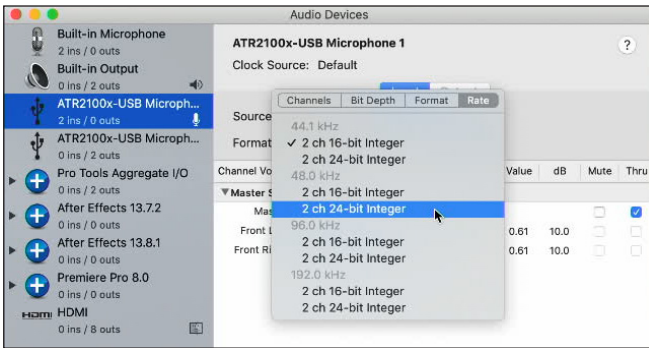 Audio Devices
Built-in Microphone
2 ins / 0 outs
Built-in Output
0 ins / 2 outs
ATR2100x-USB Microph...
2 ins / 0 outs
ATR2100x-USB Microph...
0 ins / 2 outs
Pro Tools Aggregate I/O
0 ins / 2 outs
After Effects 13.7.2
0 ins / 0 outs
After Effects 13.8.1
0 ins / 0 outs
Premiere Pro 8.0
0 ins / 0 outs
HDMI HDMI
0 ins / 8 outs
ATR2100x-USB Microphone 1
?
Clock Source: Default
Source
Format
Channels Bit Depth Format Rate
44.1 kHz
✓ 2 ch 16-bit Integer
2 ch 24-bit Integer
48.0 kHz
2 ch 16-bit Integer
2 ch 24-bit Integer
96.0 kHz
2 ch 16-bit Integer
2 ch 24-bit Integer
192.0 kHz
2 ch 16-bit Integer
2 ch 24-bit Integer
Channel Vo Value dB Mute Thru
Master S
Mas
Front L 0.61 10.0
Front Ri 0.61 10.0